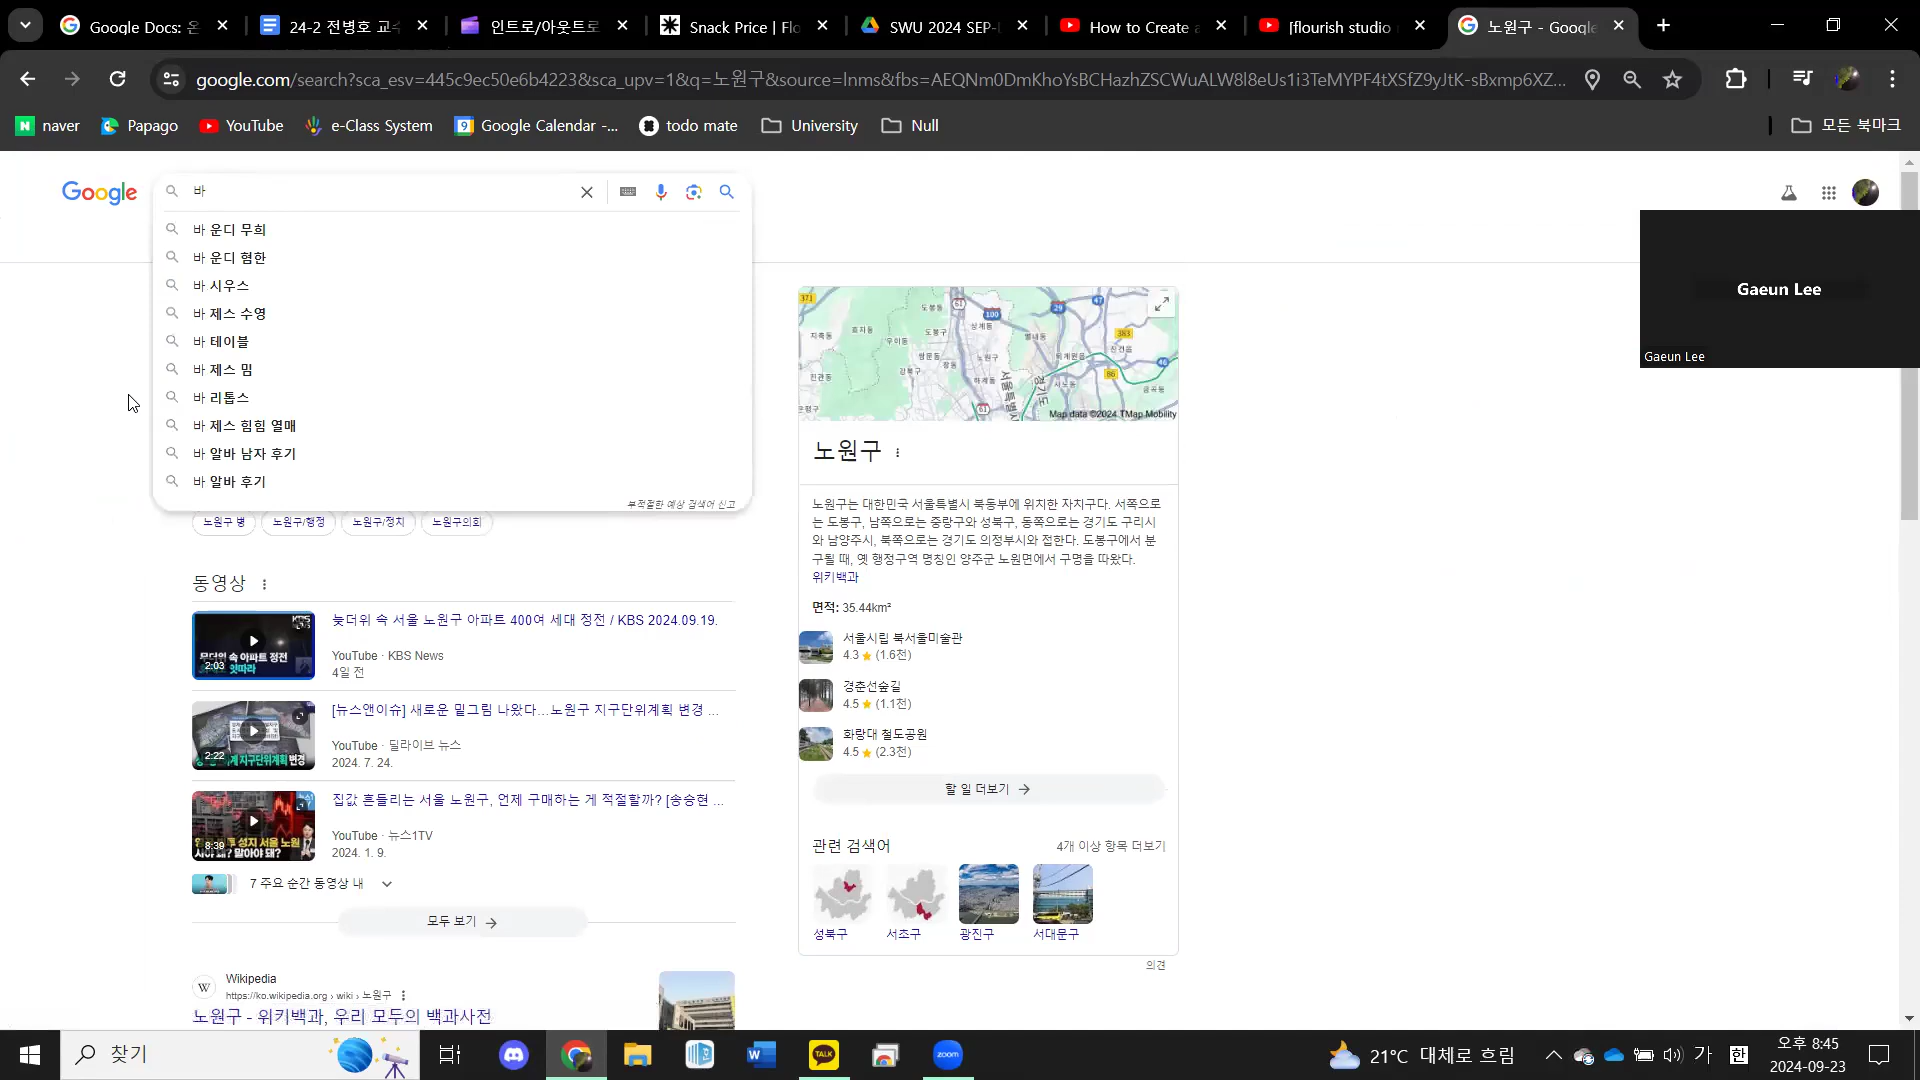 Google Docs: 온
24-2 전병호 교수
인트로/아웃트로
Snack Price | Flo
SWU 2024 SEP-
How to Create a
[flourish studio
노원구 - Google
google.com/search?sca_esv=445c9ec50e6b4223&sca_upv=1&q=노원구&source=lnms&fbs=AEQNm0DmKhoYsBCHazhZSCWuALW8l8eUs1i3TeMYPF4tXSfZ9yJtK-sBxmp6XZ...
naver
Papago
YouTube
e-Class System
Google Calendar -...
todo mate
University
Null
모든 북마크
Google
바
바 운디 무희
바 운디 혐한
바 시우스
바 제스 수영
바 테이블
바 제스 밈
바 리톱스
바 제스 힘힘 열매
바 알바 남자 후기
바 알바 후기
부적절한 예상 검색어 신고
노원구 병
노원구/행정
노원구/정치
노원구의회
동영상
늦더위 속 서울 노원구 아파트 400여 세대 정전 / KBS 2024.09.19.
YouTube · KBS News
4일 전
2:03
[뉴스앤이슈] 새로운 밑그림 나왔다…노원구 지구단위계획 변경 ...
YouTube · 딜라이브 뉴스
2024. 7. 24.
2:22
집값 흔들리는 서울 노원구, 언제 구매하는 게 적절할까? [송승현 ...
YouTube · 뉴스1TV
2024. 1. 9.
8:39
7 주요 순간 동영상 내
모두 보기
Wikipedia
https://ko.wikipedia.org › wiki › 노원구
노원구 - 위키백과, 우리 모두의 백과사전
Map data ©2024 TMap Mobility
노원구
노원구는 대한민국 서울특별시 북동부에 위치한 자치구다. 서쪽으로
는 도봉구, 남쪽으로는 중랑구와 성북구, 동쪽으로는 경기도 구리시
와 남양주시, 북쪽으로는 경기도 의정부시와 접한다. 도봉구에서 분
구될 때, 옛 행정구역 명칭인 양주군 노원면에서 구명을 따왔다.
위키백과
면적: 35.44km²
서울시립 북서울미술관
4.3 (1.6천)
경춘선숲길
4.5 (1.1천)
화랑대 철도공원
4.5 (2.3천)
할 일 더보기
관련 검색어
4개 이상 항목 더보기
성북구
서초구
광진구
서대문구
의견
Gaeun Lee
Gaeun Lee
찾기
21°C 대체로 흐림
가
한
오후 8:45
2024-09-23